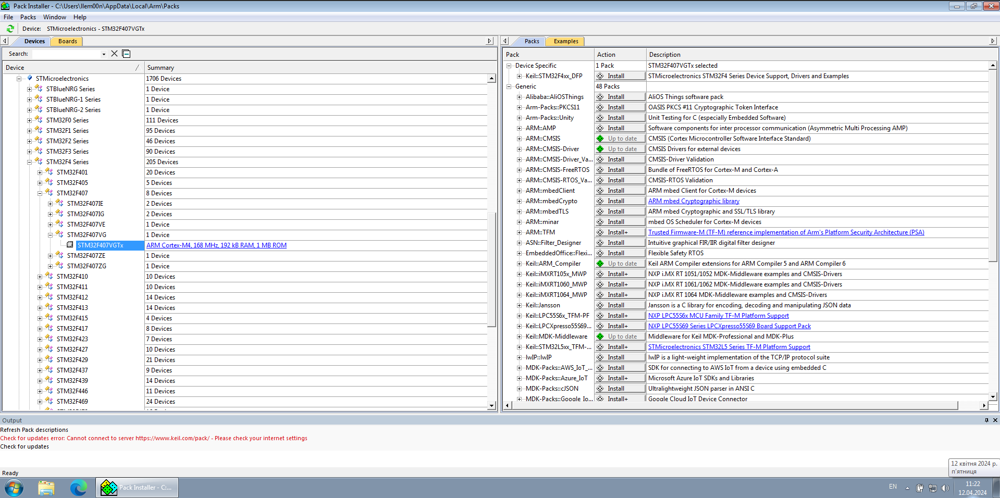 Pack Installer - C:\Users\llem00n\AppData\Local\Arm\Packs
File Packs Window Help
Device: STMicroelectronics - STM32F407VGTx
Devices Boards
Search:
Device Summary
STMicroelectronics 1706 Devices
STBlueNRG Series 1 Device
STBlueNRG-1 Series 1 Device
STBlueNRG-2 Series 1 Device
STM32F0 Series 111 Devices
STM32F1 Series 95 Devices
STM32F2 Series 46 Devices
STM32F3 Series 90 Devices
STM32F4 Series 205 Devices
STM32F401 20 Devices
STM32F405 5 Devices
STM32F407 8 Devices
STM32F407IE 2 Devices
STM32F407IG 2 Devices
STM32F407VE 1 Device
STM32F407VG 1 Device
STM32F407VGTx ARM Cortex-M4, 168 MHz, 192 kB RAM, 1 MB ROM
STM32F407ZE 1 Device
STM32F407ZG 1 Device
STM32F410 10 Devices
STM32F411 10 Devices
STM32F412 14 Devices
STM32F413 14 Devices
STM32F415 4 Devices
STM32F417 8 Devices
STM32F423 7 Devices
STM32F427 10 Devices
STM32F429 21 Devices
STM32F437 9 Devices
STM32F439 14 Devices
STM32F446 11 Devices
STM32F469 24 Devices
Packs Examples
Pack Action Description
Device Specific 1 Pack STM32F407VGTx selected
Keil::STM32F4xx_DFP Install STMicroelectronics STM32F4 Series Device Support, Drivers and Examples
Generic 48 Packs
Alibaba::AliOSThings Install AliOS Things software pack
Arm-Packs::PKCS11 Install OASIS PKCS #11 Cryptographic Token Interface
Arm-Packs::Unity Install Unit Testing for C (especially Embedded Software)
ARM::AMP Install Software components for inter processor communication (Asymmetric Multi Processing AMP)
ARM::CMSIS Up to date CMSIS (Cortex Microcontroller Software Interface Standard)
ARM::CMSIS-Driver Up to date CMSIS Drivers for external devices
ARM::CMSIS-Driver_Va... Install CMSIS-Driver Validation
ARM::CMSIS-FreeRTOS Install Bundle of FreeRTOS for Cortex-M and Cortex-A
ARM::CMSIS-RTOS_Va... Install CMSIS-RTOS Validation
ARM::mbedClient Install ARM mbed Client for Cortex-M devices
ARM::mbedCrypto Install ARM mbed Cryptographic library
ARM::mbedTLS Install ARM mbed Cryptographic and SSL/TLS library
ARM::minar Install mbed OS Scheduler for Cortex-M devices
ARM::TFM Install+ Trusted Firmware-M (TF-M) reference implementation of Arm's Platform Security Architecture (PSA)
ASN::Filter_Designer Install Intuitive graphical FIR/IIR digital filter designer
EmbeddedOffice::Flexi... Install Flexible Safety RTOS
Keil::ARM_Compiler Up to date Keil ARM Compiler extensions for ARM Compiler 5 and ARM Compiler 6
Keil::iMXRT105x_MWP Install+ NXP i.MX RT 1051/1052 MDK-Middleware examples and CMSIS-Drivers
Keil::iMXRT1060_MWP Install+ NXP i.MX RT 1061/1062 MDK-Middleware examples and CMSIS-Drivers
Keil::iMXRT1064_MWP Install+ NXP i.MX RT 1064 MDK-Middleware examples and CMSIS-Drivers
Keil::Jansson Install Jansson is a C library for encoding, decoding and manipulating JSON data
Keil::LPC55S6x_TFM-PF Install+ NXP LPC55S6x MCU Family TF-M Platform Support
Keil::LPCXpresso55S69... Install+ NXP LPC55S69 Series LPCXpresso55S69 Board Support Pack
Keil::MDK-Middleware Up to date Middleware for Keil MDK-Professional and MDK-Plus
Keil::STM32L5xx_TFM-... Install+ STMicroelectronics STM32L5 Series TF-M Platform Support
lwIP::lwIP Install lwIP is a light-weight implementation of the TCP/IP protocol suite
MDK-Packs::AWS_IoT_... Install SDK for connecting to AWS IoT from a device using embedded C
MDK-Packs::Azure_IoT Install+ Microsoft Azure IoT SDKs and Libraries
MDK-Packs::cJSON Install Ultralightweight JSON parser in ANSI C
MDK-Packs::Google_Io... Install+ Google Cloud IoT Device Connector
Output
Refresh Pack descriptions
Check for updates error: Cannot connect to server https://www.keil.com/pack/ - Please check your internet settings
Check for updates
12 квітня 2024 р.
п'ятниця
Ready
Pack Installer - C:...
EN
11:22
12.04.2024